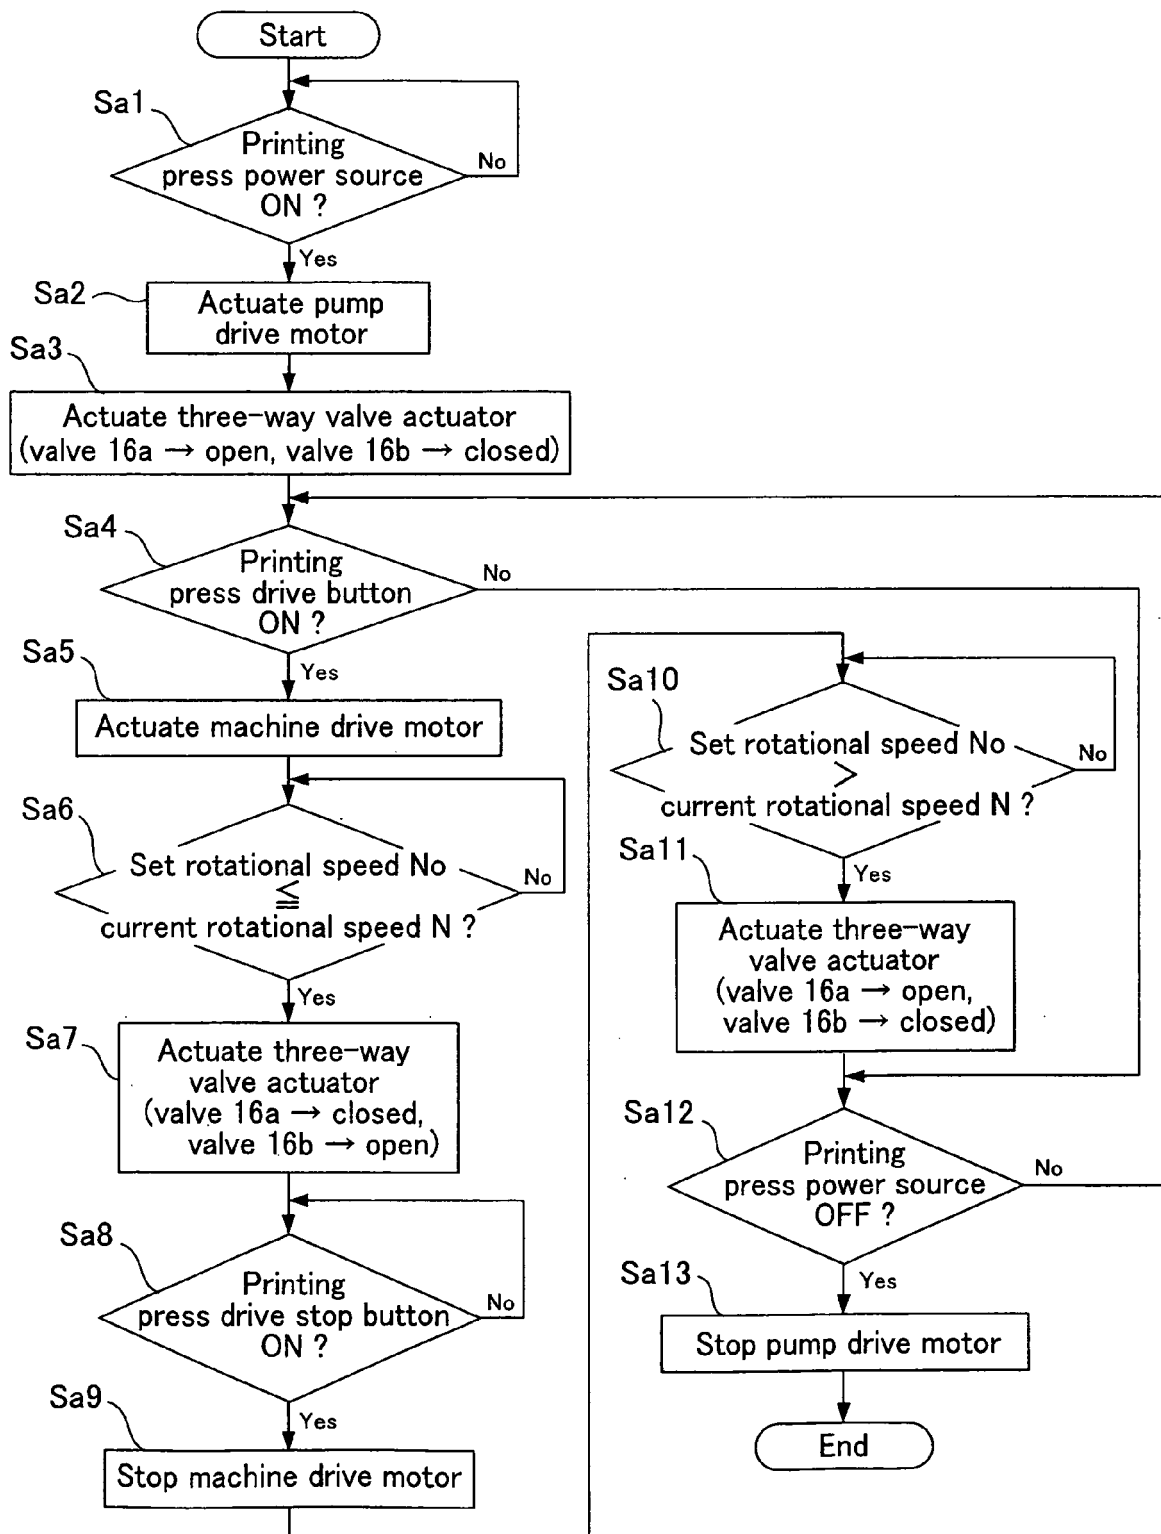 Start
Sa1
Printing
press power source
ON ?
No
Yes
Sa2
Actuate pump
drive motor
Sa3
Actuate three-way valve actuator
(valve 16a → open, valve 16b → closed)
Sa4
Printing
press drive button
ON ?
No
Yes
Sa5
Actuate machine drive motor
Sa6
Set rotational speed No
≦
current rotational speed N ?
No
Yes
Sa7
Actuate three-way
valve actuator
(valve 16a → closed,
valve 16b → open)
Sa8
Printing
press drive stop button
ON ?
No
Yes
Sa9
Stop machine drive motor
Sa10
Set rotational speed No
>
current rotational speed N ?
No
Yes
Sa11
Actuate three-way
valve actuator
(valve 16a → open,
valve 16b → closed)
Sa12
Printing
press power source
OFF ?
No
Yes
Sa13
Stop pump drive motor
End